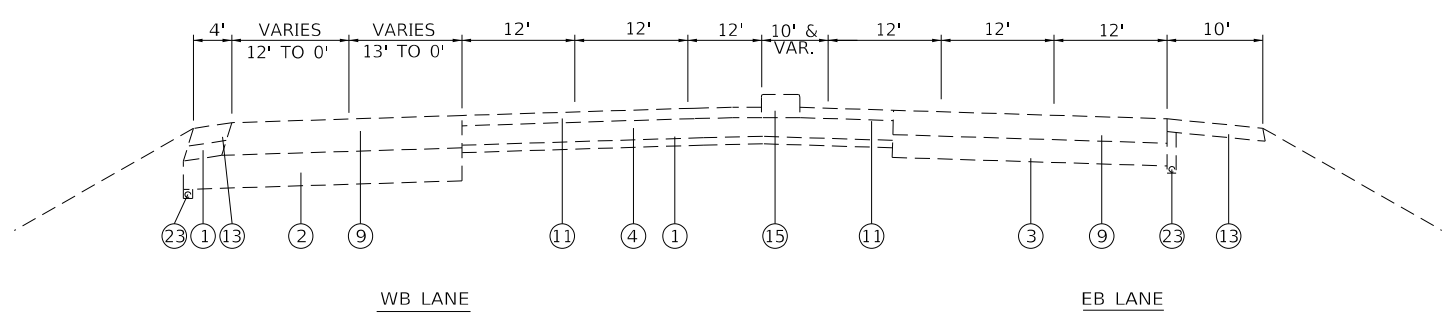 4' VARIES VARIES 12' 12' 12' 10' & 12' 12' 12' 10'
12' TO 0' 13' TO 0' VAR.
23 1 13 2 9 11 4 1 15 11 3 9 23 13
WB LANE EB LANE